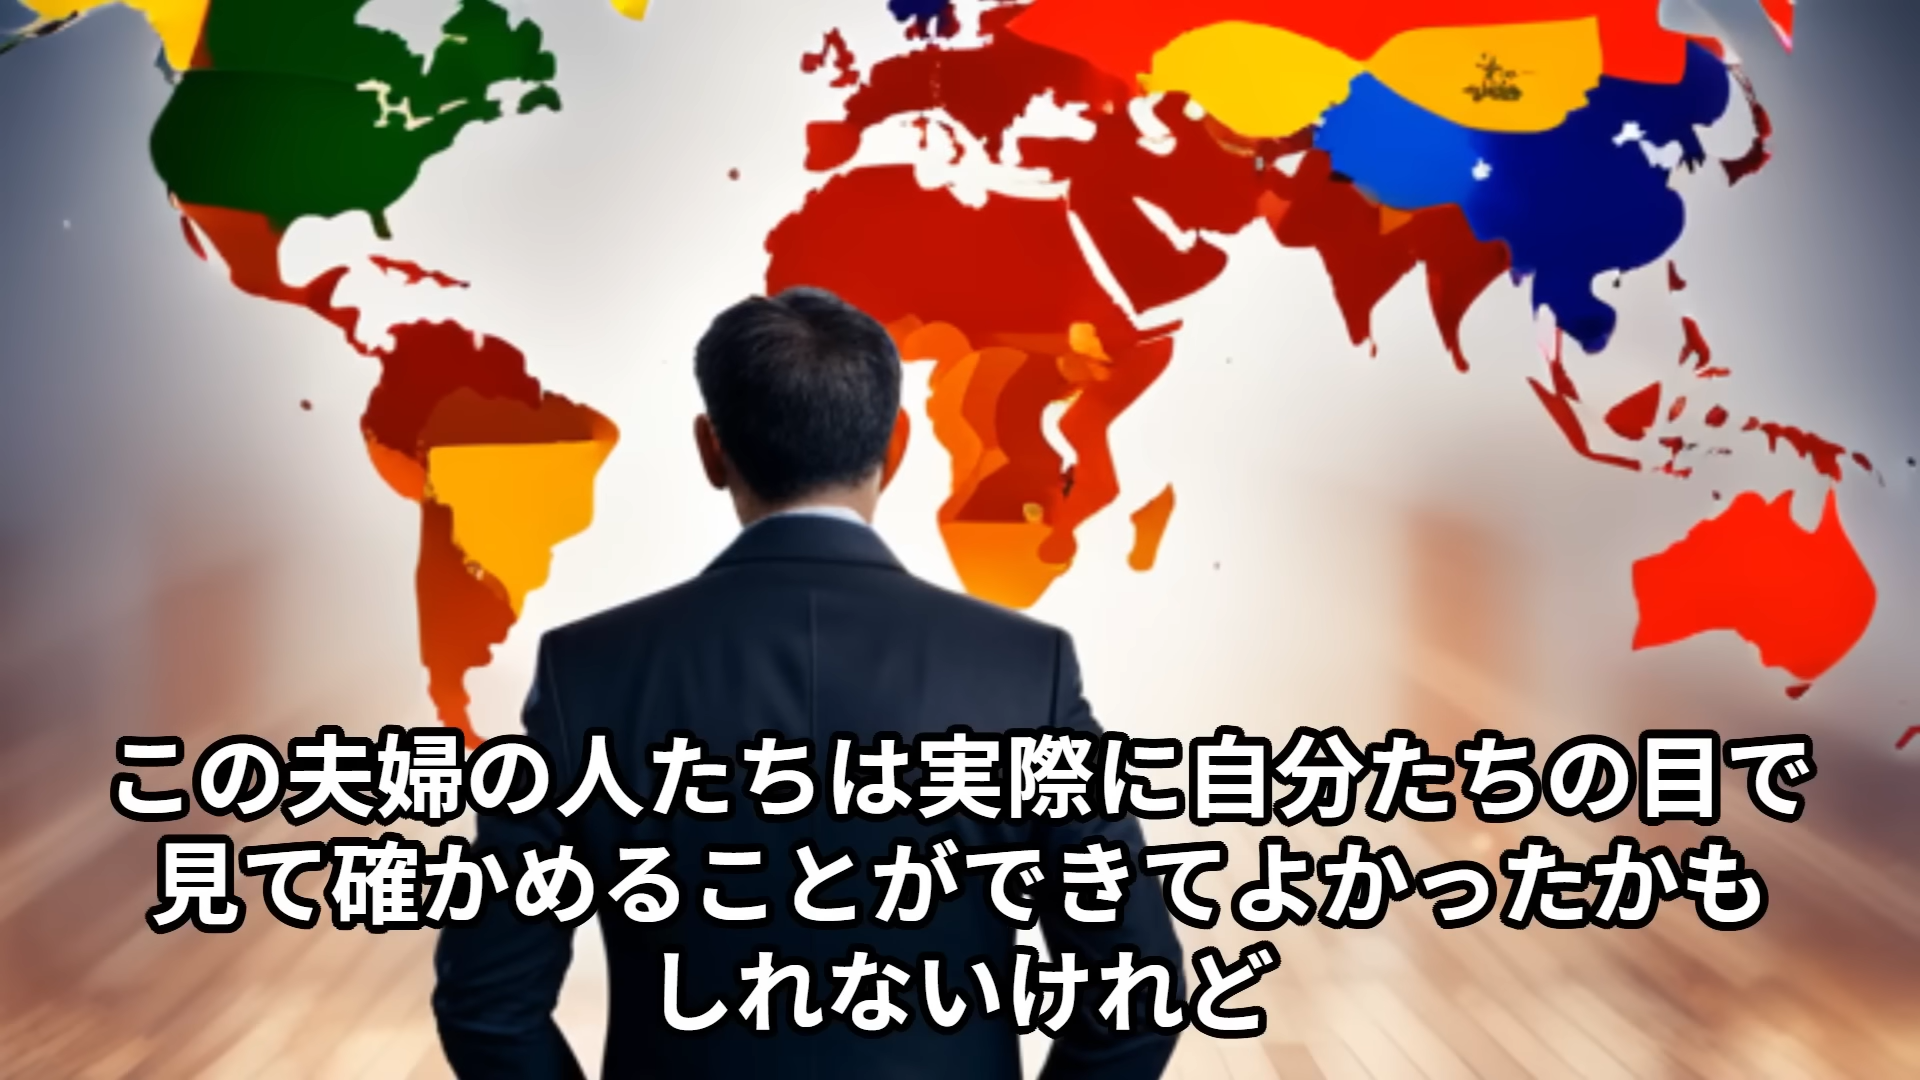 この夫婦の人たちは実際に自分たちの目で
見て確かめることができてよかったかも
しれないけれど